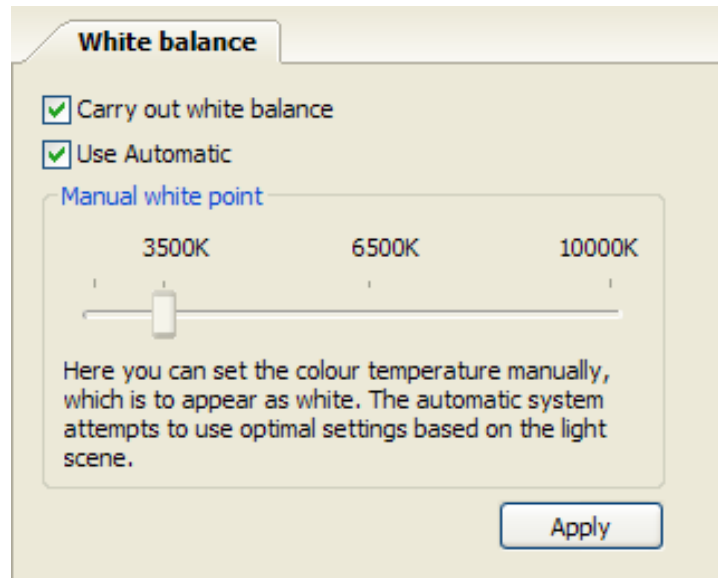 White balance
Carry out white balance
Use Automatic
Manual white point
3500K 6500K 10000K
Here you can set the colour temperature manually,
which is to appear as white. The automatic system
attempts to use optimal settings based on the light
scene.
Apply